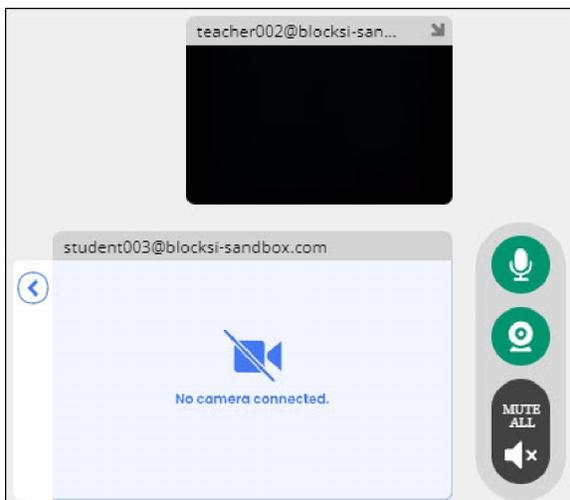 teacher002@blocksi-san...
student003@blocksi-sandbox.com
No camera connected.
MUTE
ALL